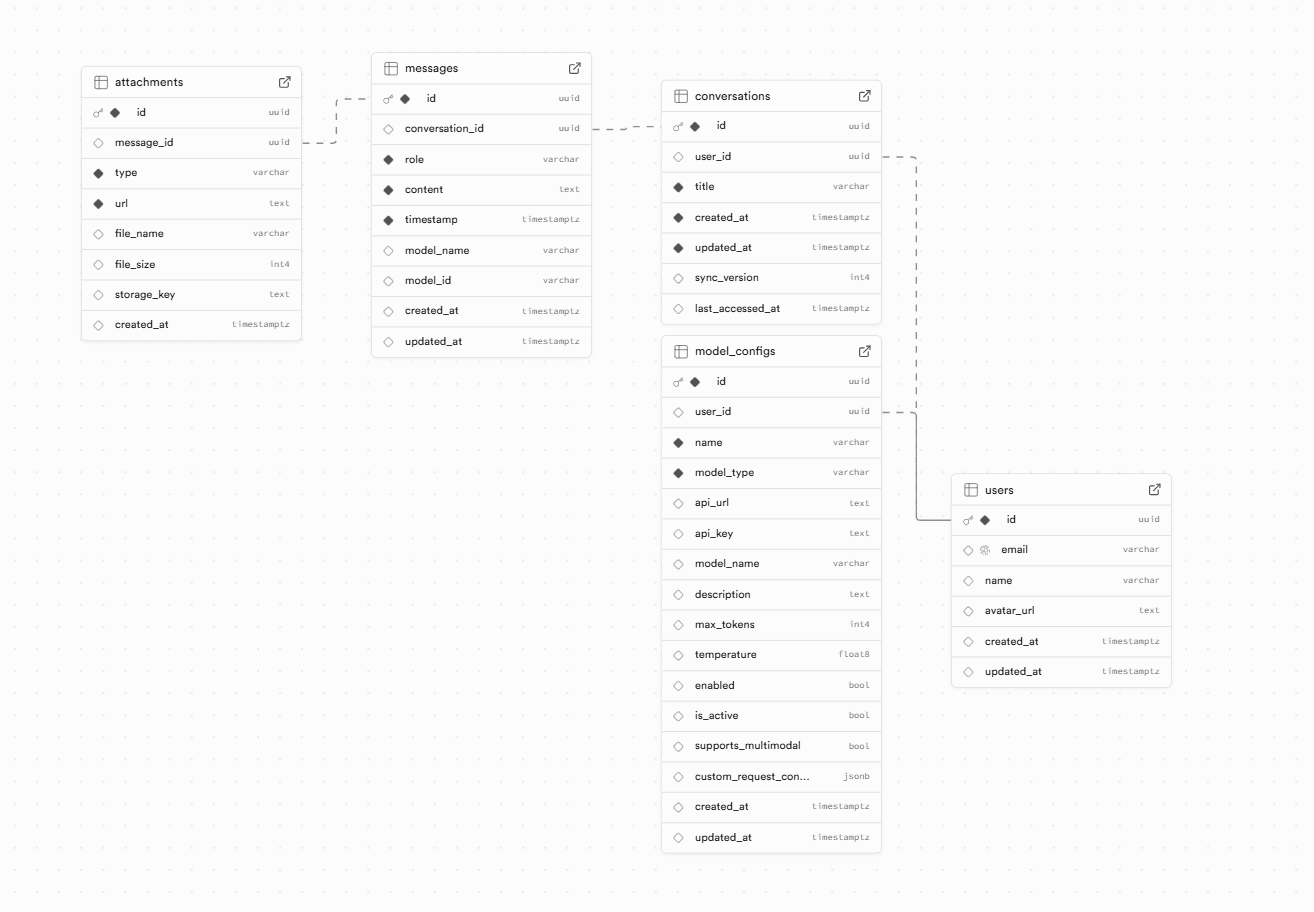 attachments
id uuid
message_id uuid
type varchar
url text
file_name varchar
file_size int4
storage_key text
created_at timestamptz
messages
id uuid
conversation_id uuid
role varchar
content text
timestamp timestamptz
model_name varchar
model_id varchar
created_at timestamptz
updated_at timestamptz
conversations
id uuid
user_id uuid
title varchar
created_at timestamptz
updated_at timestamptz
sync_version int4
last_accessed_at timestamptz
model_configs
id uuid
user_id uuid
name varchar
model_type varchar
api_url text
api_key text
model_name varchar
description text
max_tokens int4
temperature float8
enabled bool
is_active bool
supports_multimodal bool
custom_request_con... jsonb
created_at timestamptz
updated_at timestamptz
users
id uuid
email varchar
name varchar
avatar_url text
created_at timestamptz
updated_at timestamptz